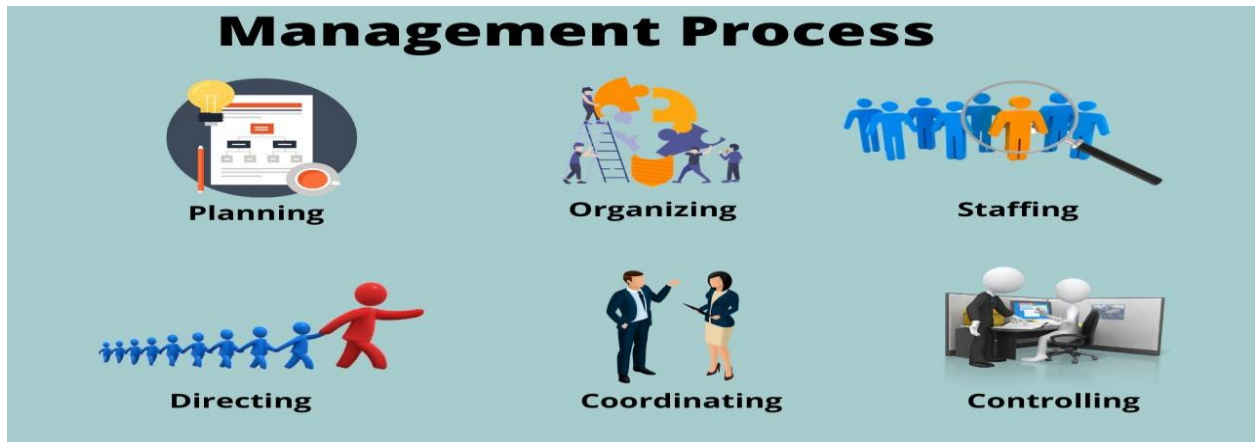 Management Process
Planning
Organizing
Staffing
Directing
Coordinating
Controlling